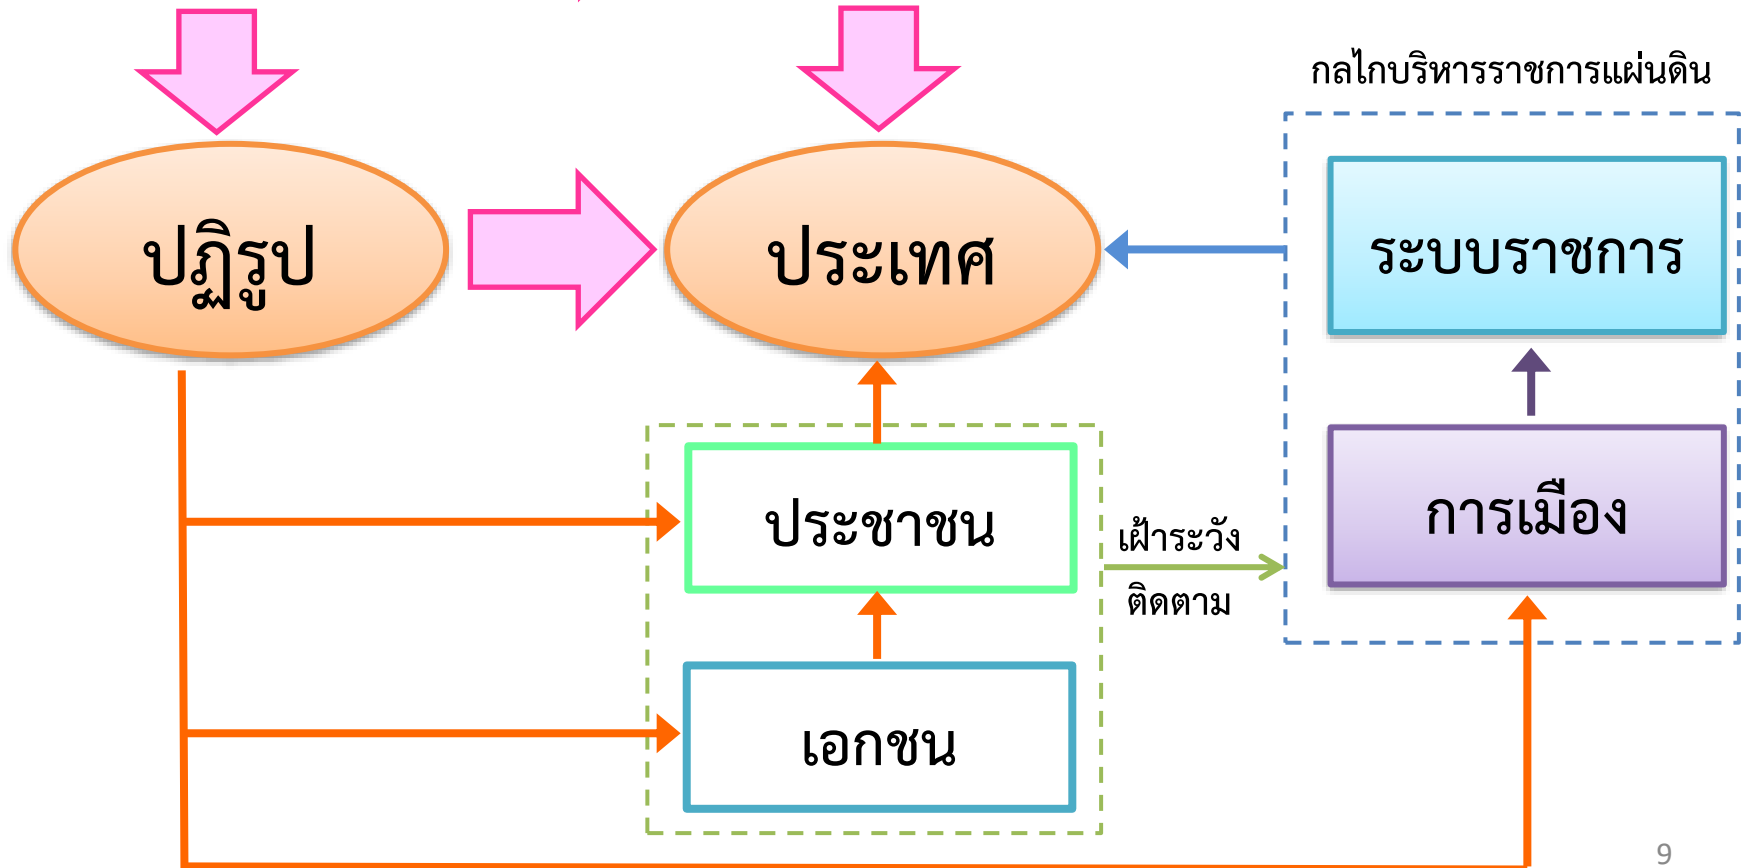 กลไกบริหารราชการแผ่นดิน
ปฏิรูป
ประเทศ
ระบบราชการ
ประชาชน
เฝ้าระวัง
ติดตาม
การเมือง
เอกชน
9